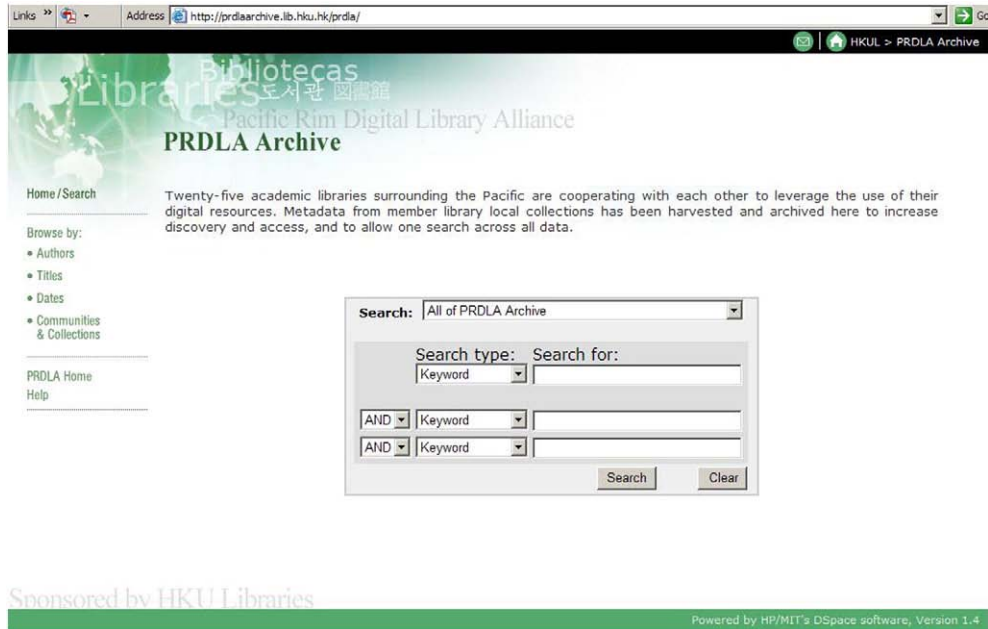 Links » Address http://prdlaarchive.lib.hku.hk/prdla/ Go
HKUL > PRDLA Archive
Bibliotecas
Libraries 도서관 圖書館
Pacific Rim Digital Library Alliance
PRDLA Archive
Home / Search
Twenty-five academic libraries surrounding the Pacific are cooperating with each other to leverage the use of their
digital resources. Metadata from member library local collections has been harvested and archived here to increase
discovery and access, and to allow one search across all data.
Browse by:
• Authors
• Titles
• Dates
• Communities
& Collections
PRDLA Home
Help
Search: All of PRDLA Archive
Search type: Search for:
Keyword
AND Keyword
AND Keyword
Search Clear
Sponsored by HKU Libraries
Powered by HP/MIT's DSpace software, Version 1.4